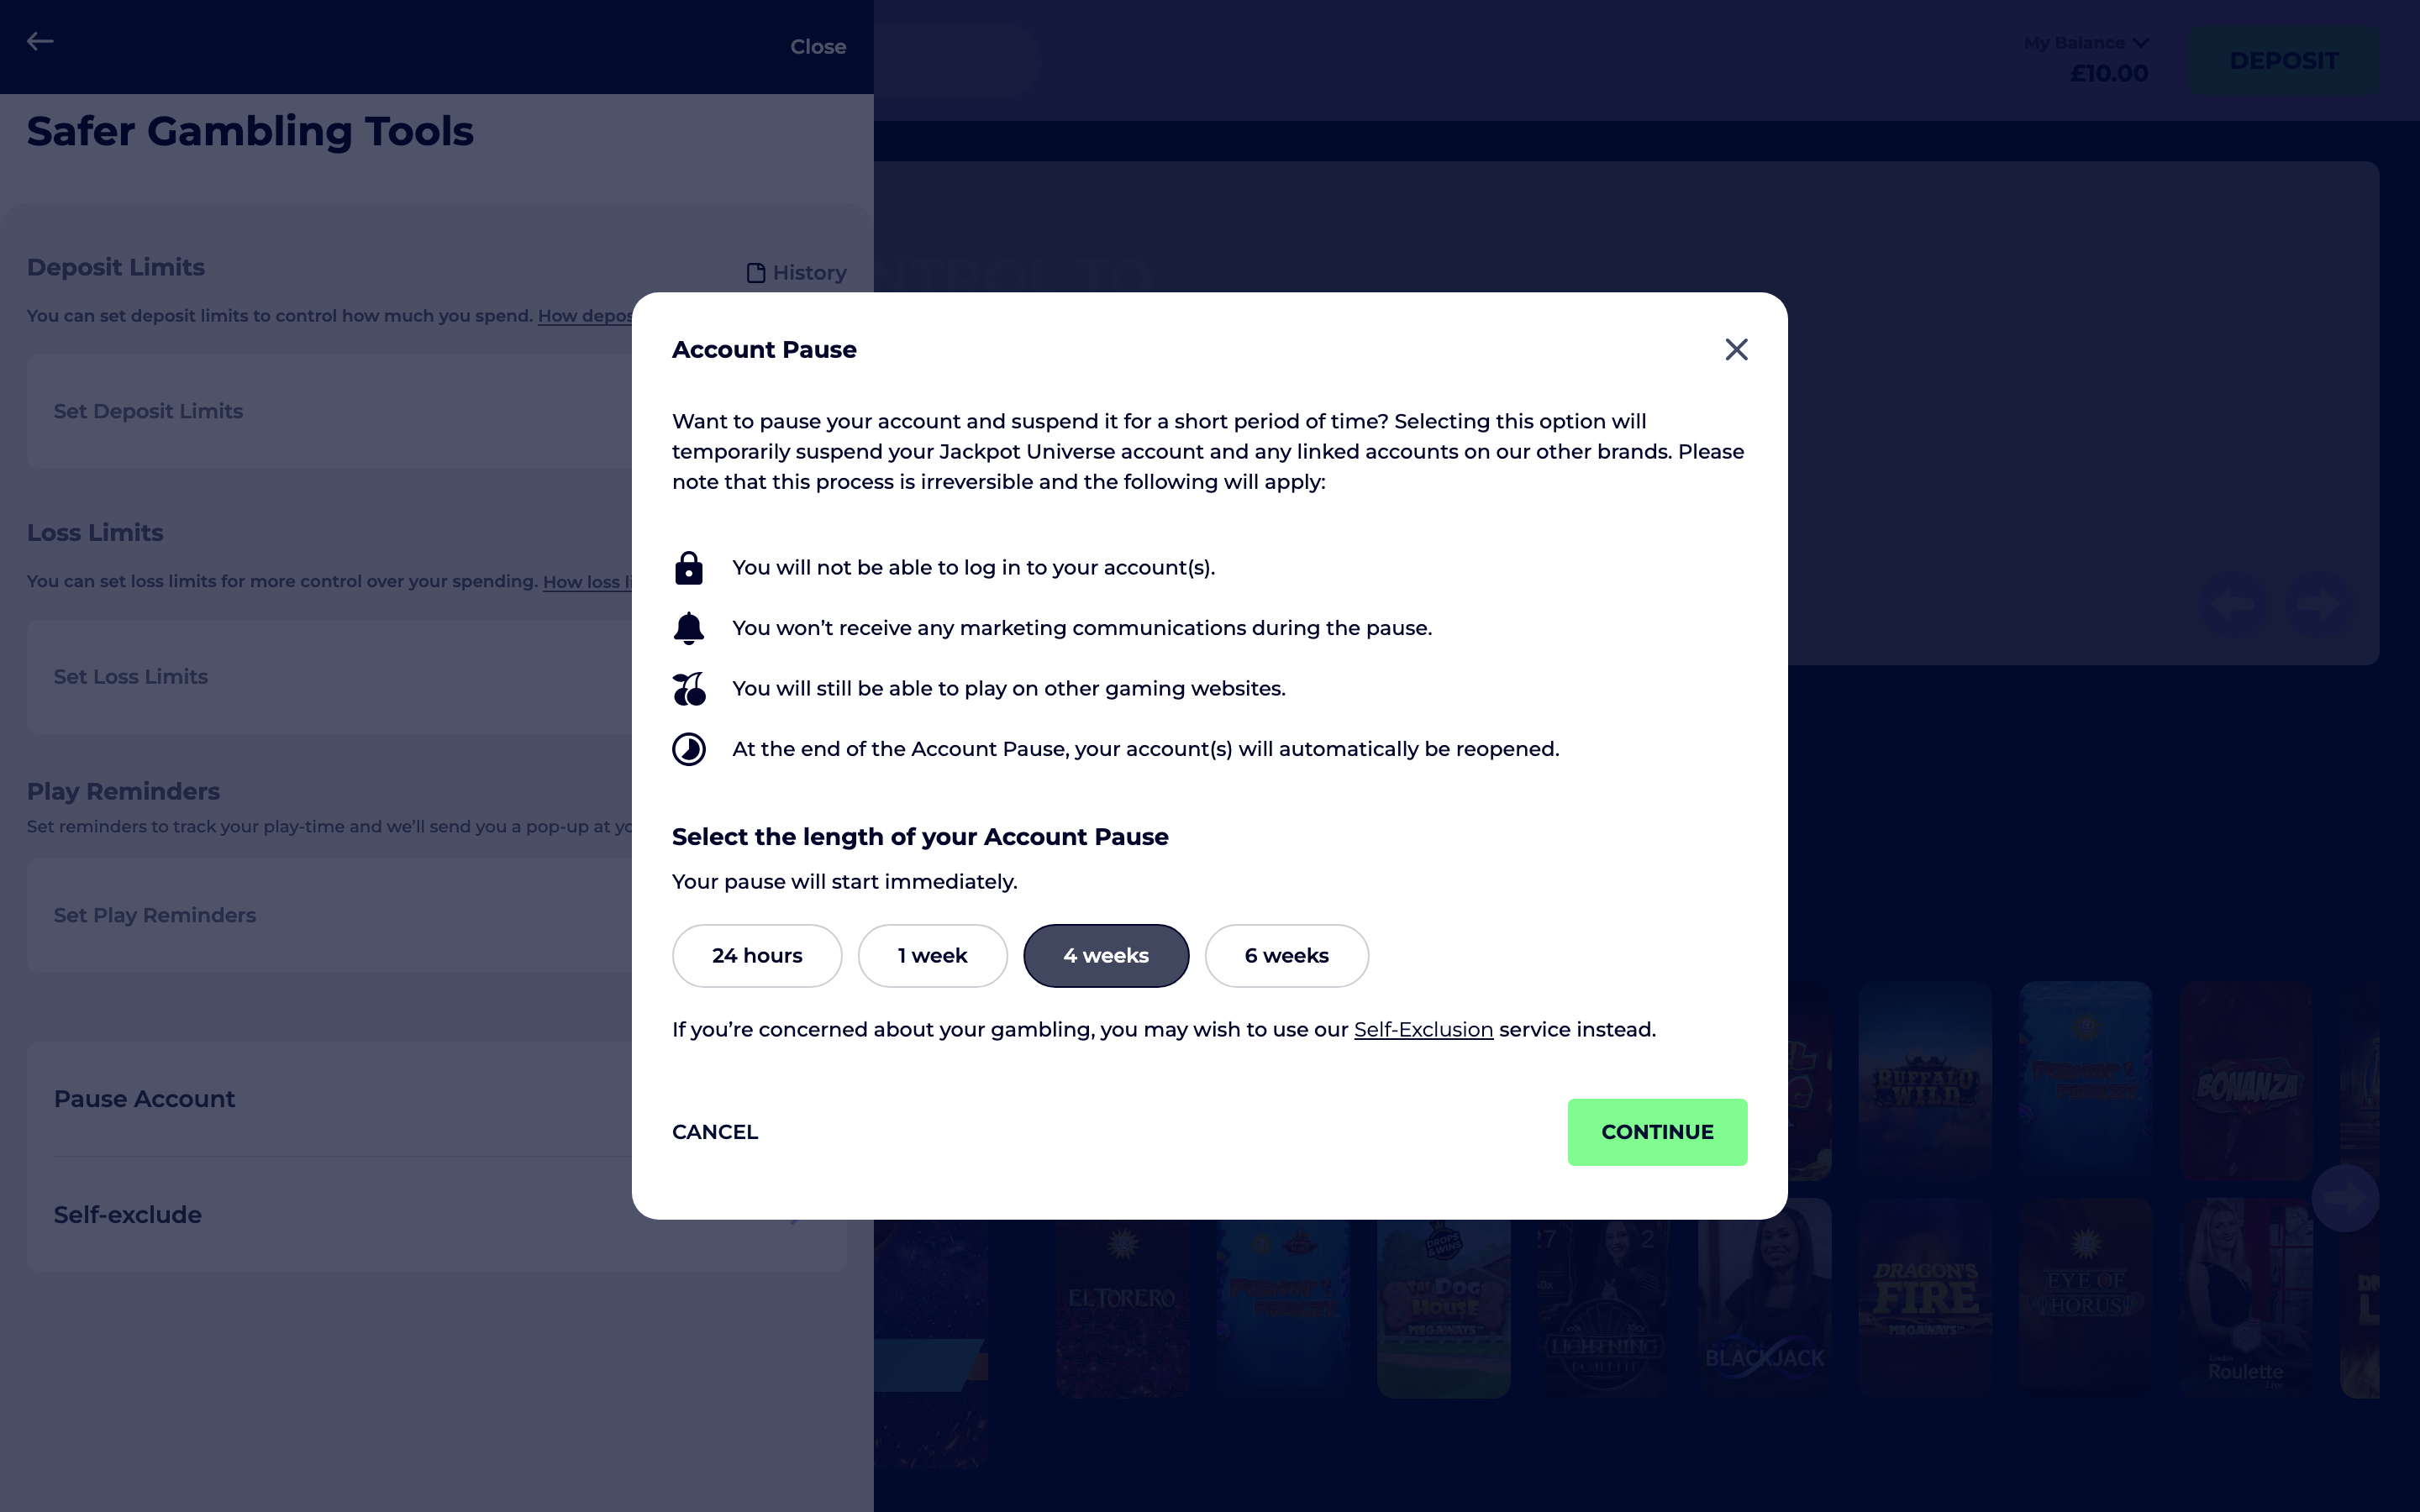 Close
My Balance
£10.00
DEPOSIT
Safer Gambling Tools
Deposit Limits
History
You can set deposit limits to control how much you spend. How depos
Set Deposit Limits
Loss Limits
You can set loss limits for more control over your spending. How loss li
Set Loss Limits
Play Reminders
Set reminders to track your play-time and we'll send you a pop-up at yo
Set Play Reminders
Pause Account
Self-exclude
Account Pause
Want to pause your account and suspend it for a short period of time? Selecting this option will
temporarily suspend your Jackpot Universe account and any linked accounts on our other brands. Please
note that this process is irreversible and the following will apply:
You will not be able to log in to your account(s).
You won’t receive any marketing communications during the pause.
You will still be able to play on other gaming websites.
At the end of the Account Pause, your account(s) will automatically be reopened.
Select the length of your Account Pause
Your pause will start immediately.
24 hours
1 week
4 weeks
6 weeks
If you’re concerned about your gambling, you may wish to use our Self-Exclusion service instead.
CANCEL
CONTINUE
BUFFALO
WILD
BONANZA
EL TORERO
DROPS
& WINS
THE DOG
HOUSE
MEGAWAYS
LIGHTNING
ROULETTE
BLACKJACK
DRAGON'S
FIRE
MEGAWAYS
EYE OF
HORUS
Roulette